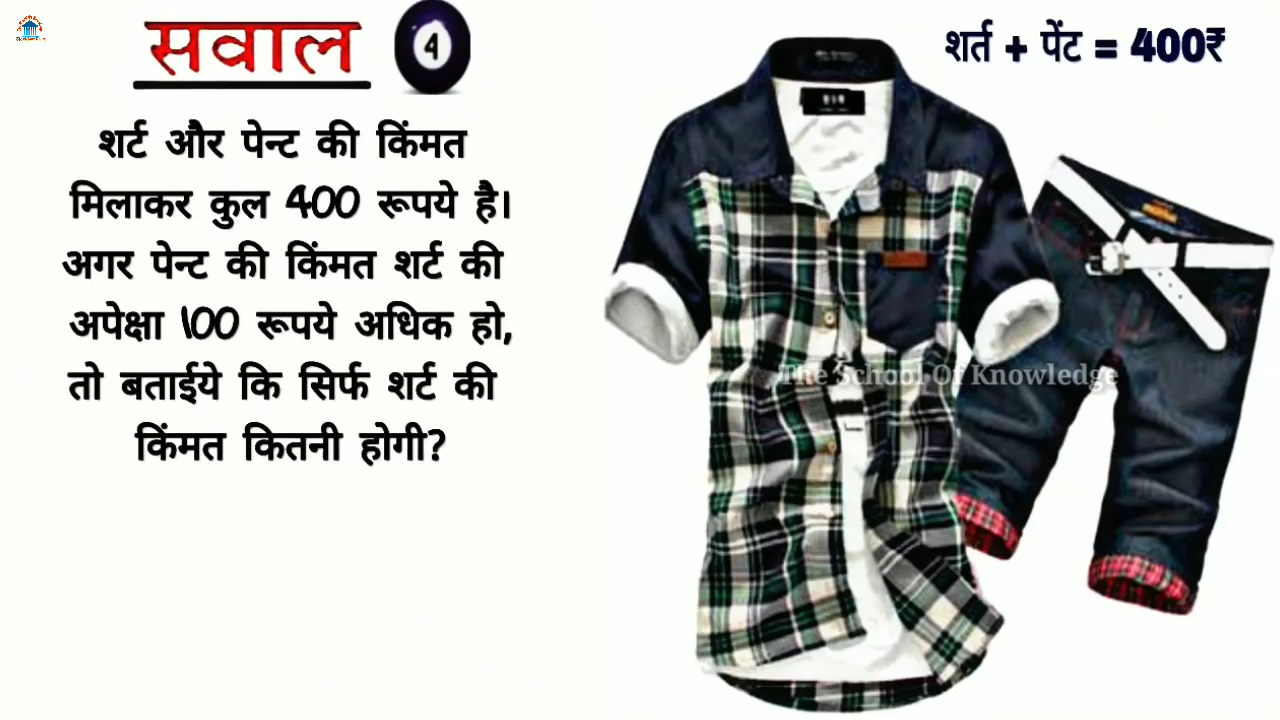 सवाल 4
शर्त + पेंट = 400₹
शर्ट और पेन्ट की किंमत
मिलाकर कुल 400 रूपये है।
अगर पेन्ट की किंमत शर्ट की
अपेक्षा 100 रूपये अधिक हो,
तो बताईये कि सिर्फ शर्ट की
किंमत कितनी होगी?
The School Of Knowledge